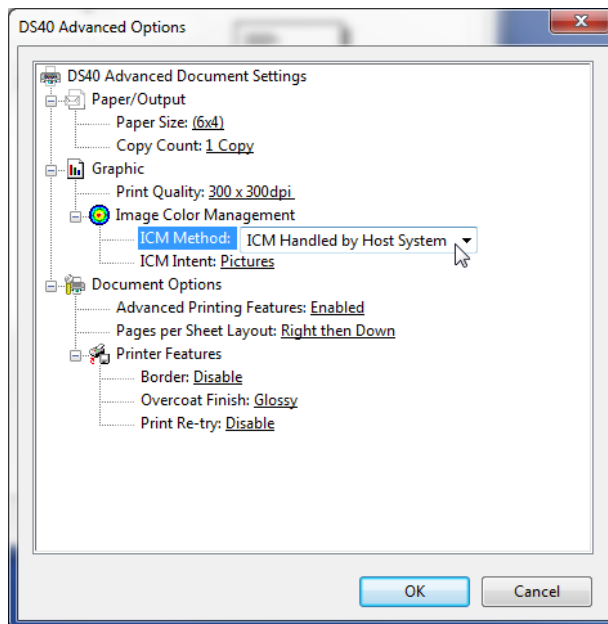 DS40 Advanced Options
DS40 Advanced Document Settings
Paper/Output
Paper Size: (6x4)
Copy Count: 1 Copy
Graphic
Print Quality: 300 x 300dpi
Image Color Management
ICM Method: ICM Handled by Host System
ICM Intent: Pictures
Document Options
Advanced Printing Features: Enabled
Pages per Sheet Layout: Right then Down
Printer Features
Border: Disable
Overcoat Finish: Glossy
Print Re-try: Disable
OK Cancel